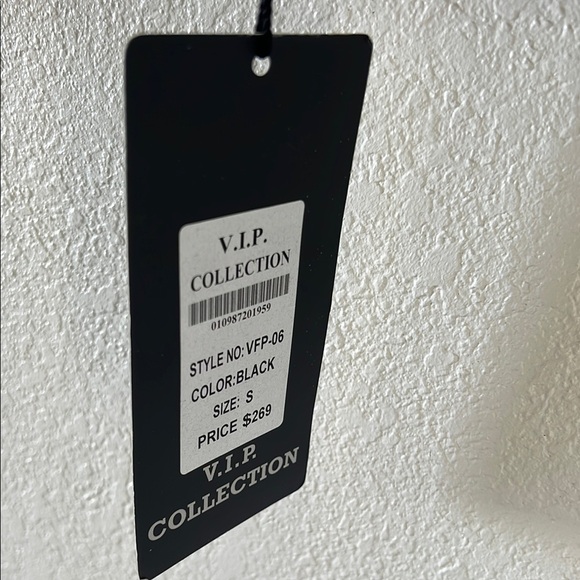 V.I.P.
COLLECTION
010987201959
STYLE NO: VFP-06
COLOR:BLACK
SIZE: S
PRICE $269
V.I.P.
COLLECTION